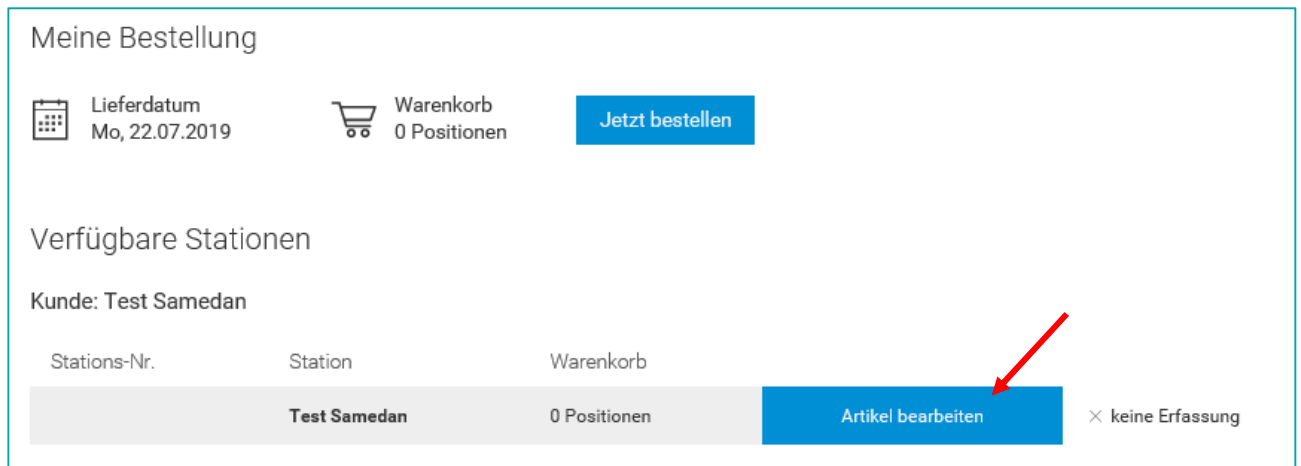 Meine Bestellung
Lieferdatum
Mo, 22.07.2019
Warenkorb
0 Positionen
Jetzt bestellen
Verfügbare Stationen
Kunde: Test Samedan
Stations-Nr. Station Warenkorb
Test Samedan 0 Positionen Artikel bearbeiten × keine Erfassung